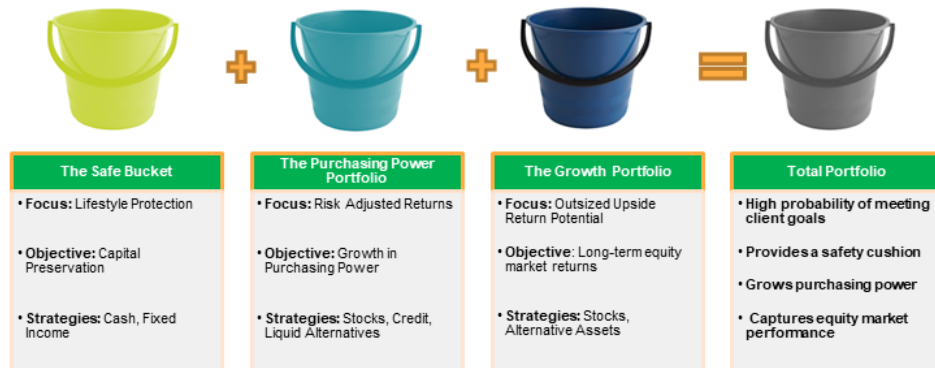 The Safe Bucket
• Focus: Lifestyle Protection
• Objective: Capital
Preservation
• Strategies: Cash, Fixed
Income
The Purchasing Power
Portfolio
• Focus: Risk Adjusted Returns
• Objective: Growth in
Purchasing Power
• Strategies: Stocks, Credit,
Liquid Alternatives
The Growth Portfolio
• Focus: Outsized Upside
Return Potential
• Objective: Long-term equity
market returns
• Strategies: Stocks,
Alternative Assets
Total Portfolio
• High probability of meeting
client goals
• Provides a safety cushion
• Grows purchasing power
• Captures equity market
performance